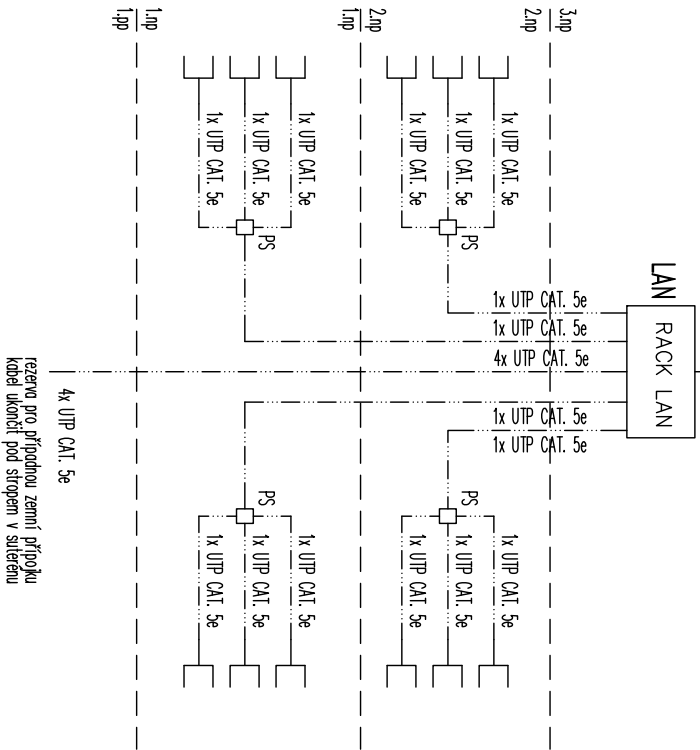 3.np
2.np
2.np
1.np
1.np
1.pp
LAN
RACK LAN
1x UTP CAT. 5e
1x UTP CAT. 5e
4x UTP CAT. 5e
1x UTP CAT. 5e
1x UTP CAT. 5e
1x UTP CAT. 5e
1x UTP CAT. 5e
1x UTP CAT. 5e
PS
1x UTP CAT. 5e
1x UTP CAT. 5e
1x UTP CAT. 5e
PS
PS
1x UTP CAT. 5e
1x UTP CAT. 5e
1x UTP CAT. 5e
PS
1x UTP CAT. 5e
1x UTP CAT. 5e
1x UTP CAT. 5e
4x UTP CAT. 5e
rezerva pro případnou zemní přípojku
kabel ukončit pod stropem v suterénu